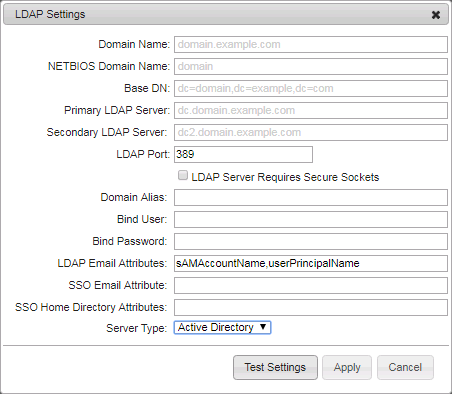 LDAP Settings
Domain Name: domain.example.com
NETBIOS Domain Name: domain
Base DN: dc=domain,dc=example,dc=com
Primary LDAP Server: dc.domain.example.com
Secondary LDAP Server: dc2.domain.example.com
LDAP Port: 389
LDAP Server Requires Secure Sockets
Domain Alias:
Bind User:
Bind Password:
LDAP Email Attributes: sAMAccountName,userPrincipalName
SSO Email Attribute:
SSO Home Directory Attributes:
Server Type: Active Directory
Test Settings Apply Cancel